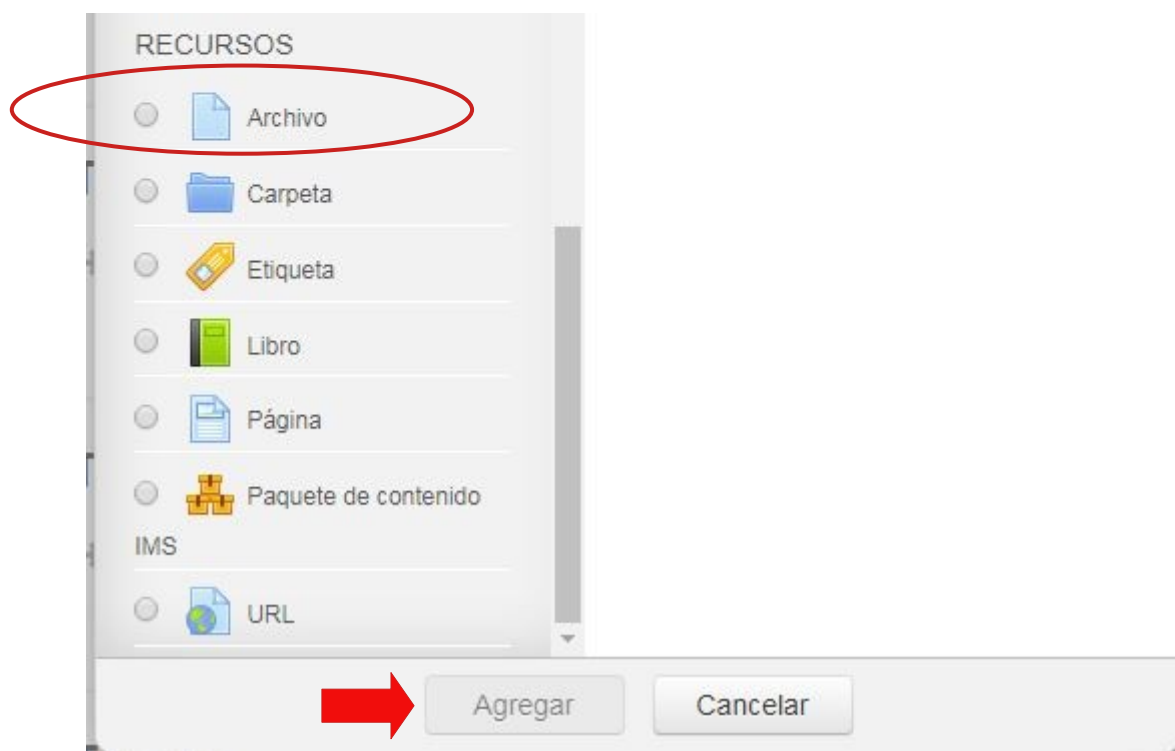 RECURSOS
Archivo
Carpeta
Etiqueta
Libro
Página
Paquete de contenido
IMS
URL
Agregar
Cancelar